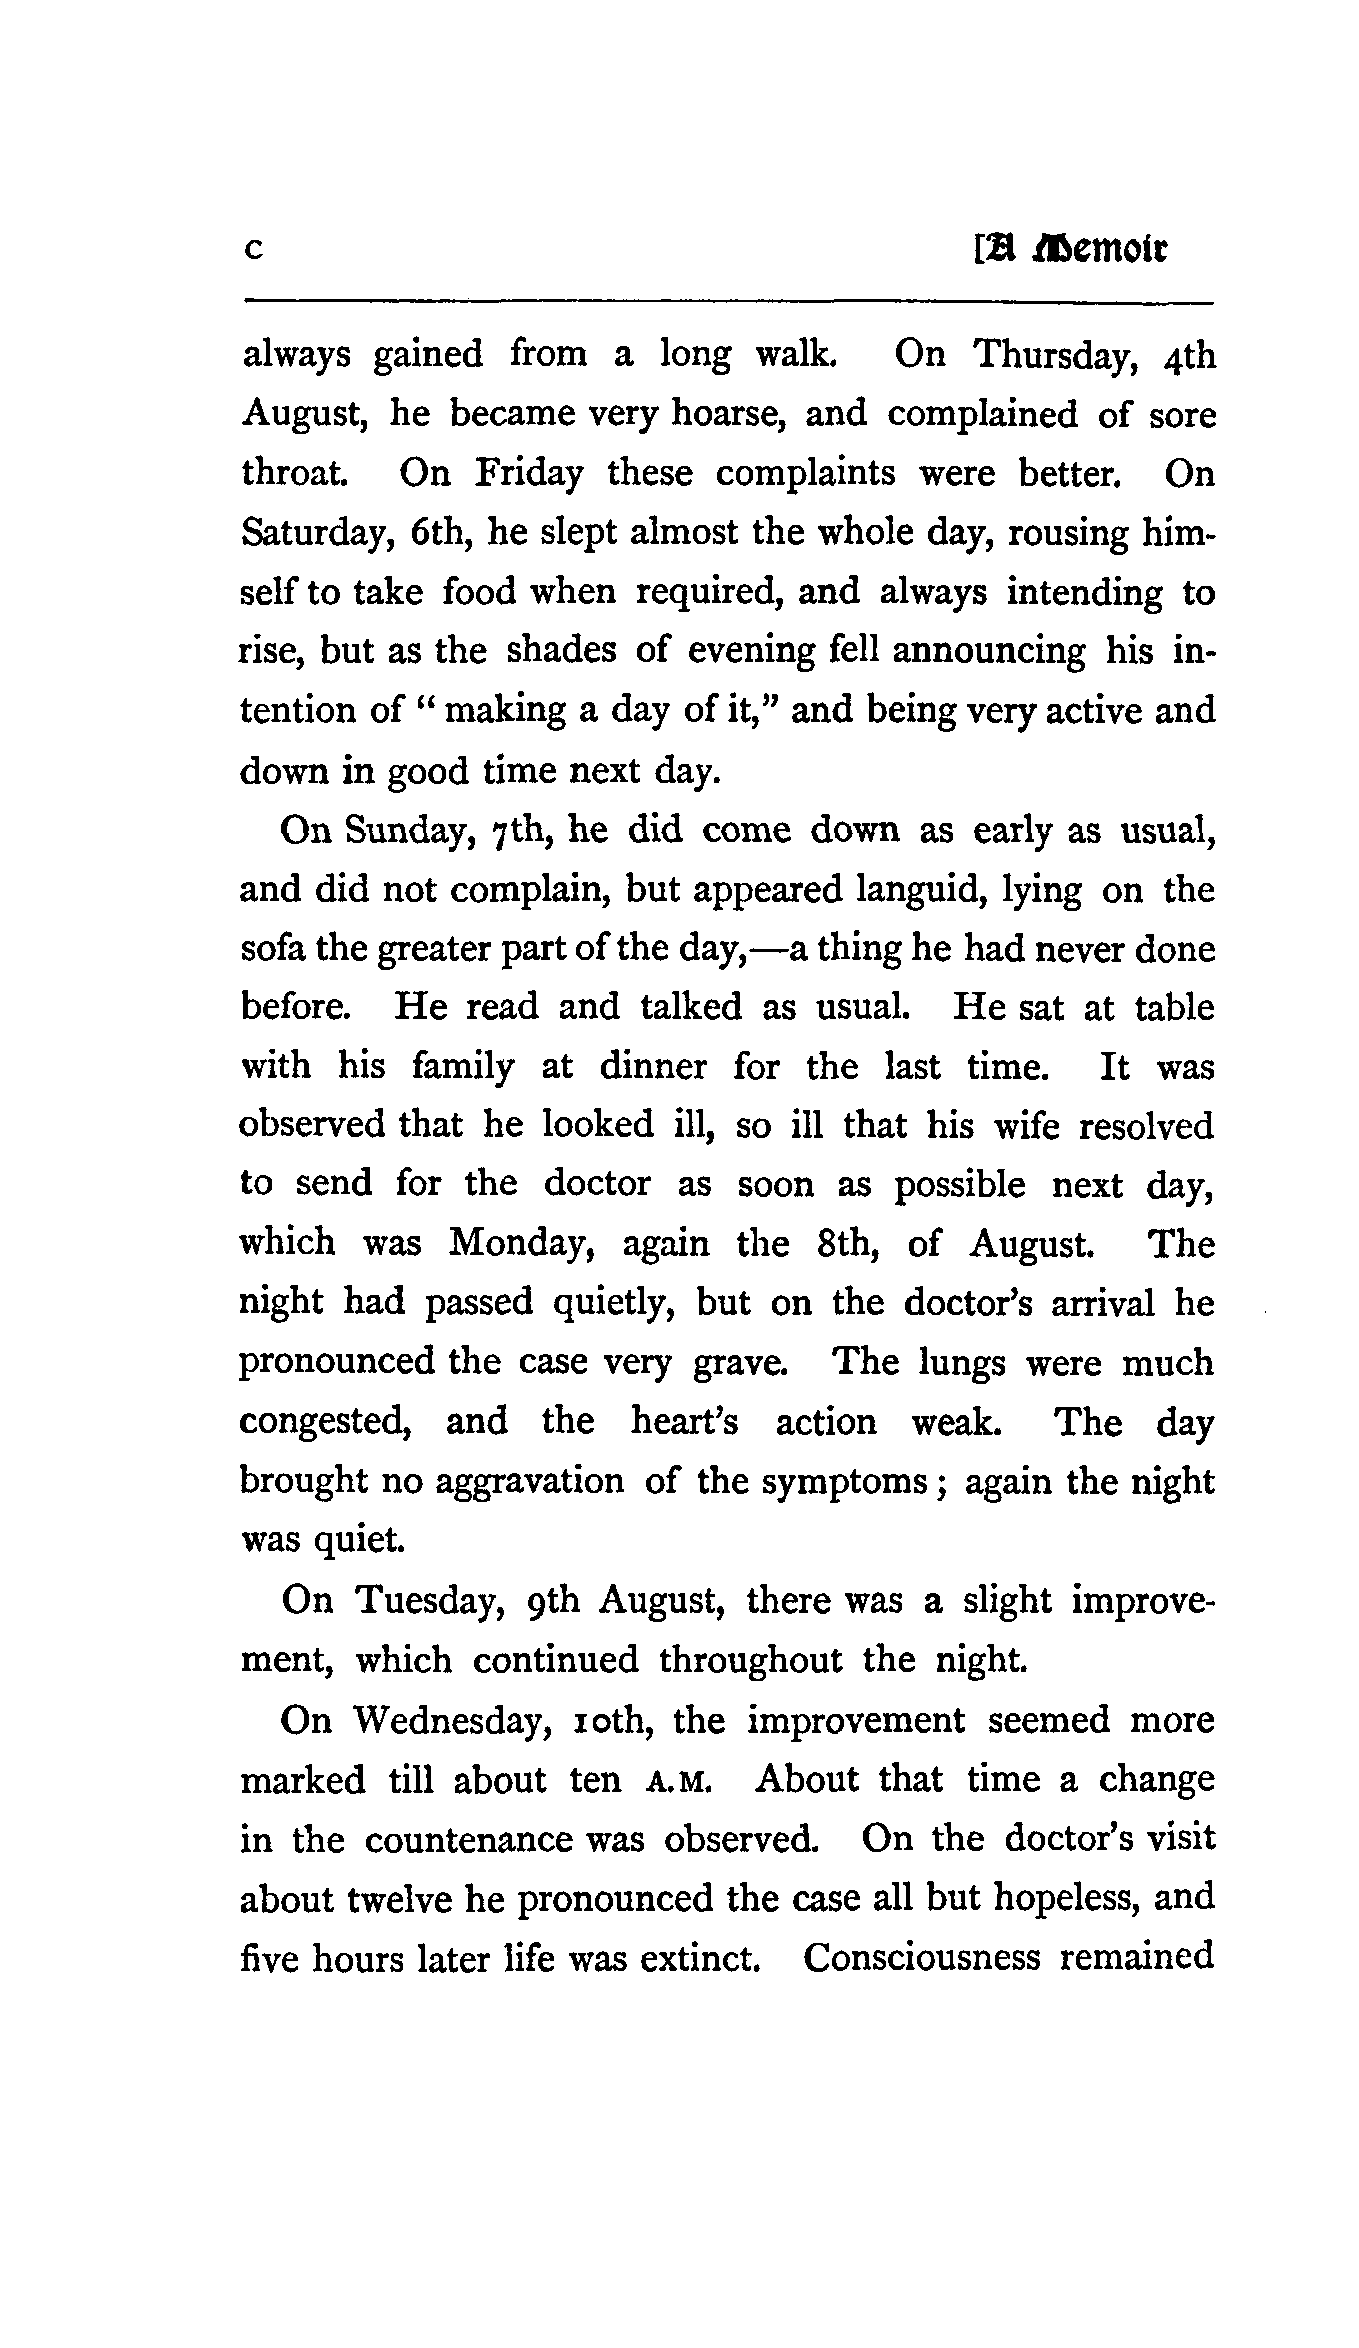 c [A Memoir
always gained from a long walk. On Thursday, 4th
August, he became very hoarse, and complained of sore
throat. On Friday these complaints were better. On
Saturday, 6th, he slept almost the whole day, rousing him-
self to take food when required, and always intending to
rise, but as the shades of evening fell announcing his in-
tention of “ making a day of it,” and being very active and
down in good time next day.
On Sunday, 7th, he did come down as early as usual,
and did not complain, but appeared languid, lying on the
sofa the greater part of the day,—a thing he had never done
before. He read and talked as usual. He sat at table
with his family at dinner for the last time. It was
observed that he looked ill, so ill that his wife resolved
to send for the doctor as soon as possible next day,
which was Monday, again the 8th, of August. The
night had passed quietly, but on the doctor’s arrival he
pronounced the case very grave. The lungs were much
congested, and the heart’s action weak. The day
brought no aggravation of the symptoms ; again the night
was quiet.
On Tuesday, 9th August, there was a slight improve-
ment, which continued throughout the night.
On Wednesday, 10th, the improvement seemed more
marked till about ten A.M. About that time a change
in the countenance was observed. On the doctor’s visit
about twelve he pronounced the case all but hopeless, and
five hours later life was extinct. Consciousness remained